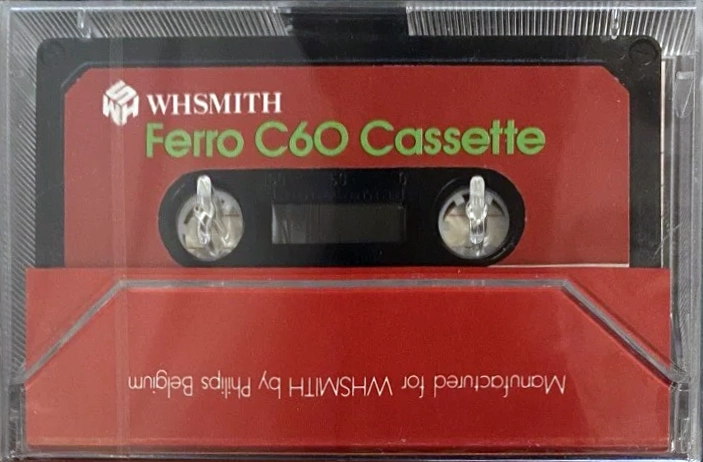 WHSMITH
Ferro C60 Cassette
Manufactured for WHSMITH by Philips Belgium